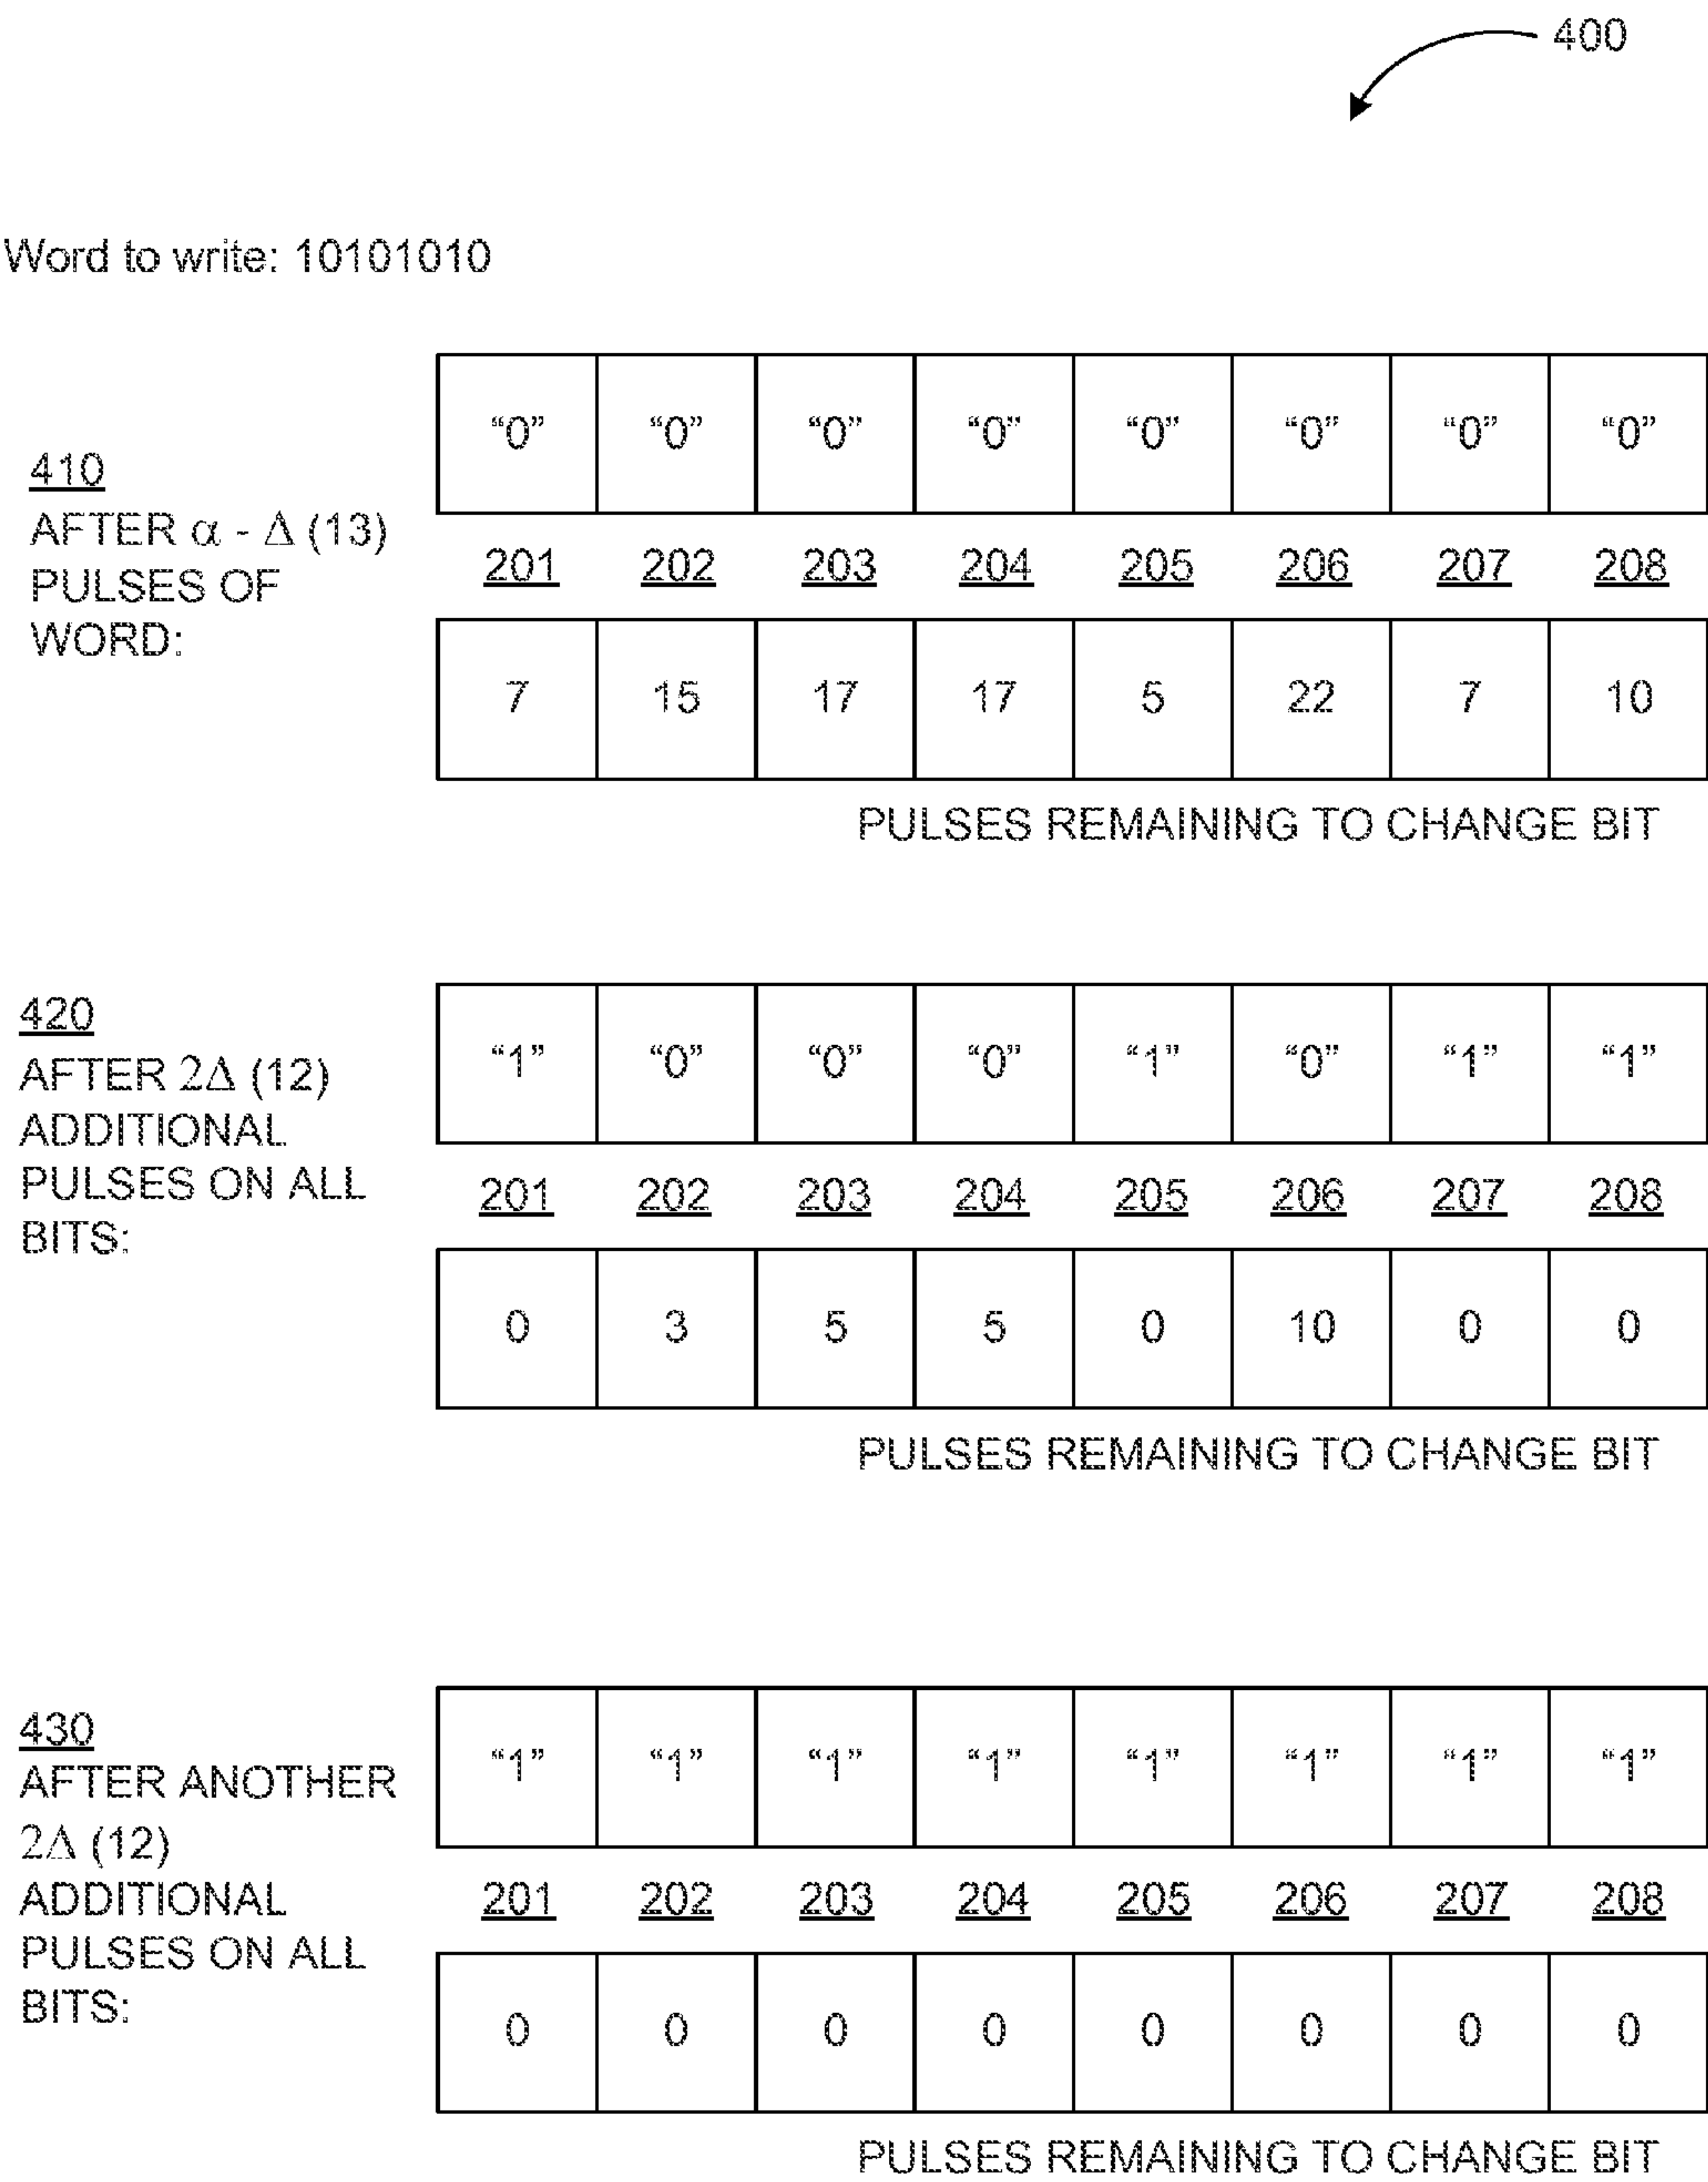 400
Word to write: 10101010
“0” “0” “0” “0” “0” “0” “0” “0”
410
AFTER α - Δ (13)
PULSES OF
WORD:
201 202 203 204 205 206 207 208
7 15 17 17 5 22 7 10
PULSES REMAINING TO CHANGE BIT
“1” “0” “0” “0” “1” “0” “1” “1”
420
AFTER 2Δ (12)
ADDITIONAL
PULSES ON ALL
BITS:
201 202 203 204 205 206 207 208
0 3 5 5 0 10 0 0
PULSES REMAINING TO CHANGE BIT
“1” “1” “1” “1” “1” “1” “1” “1”
430
AFTER ANOTHER
2Δ (12)
ADDITIONAL
PULSES ON ALL
BITS:
201 202 203 204 205 206 207 208
0 0 0 0 0 0 0 0
PULSES REMAINING TO CHANGE BIT